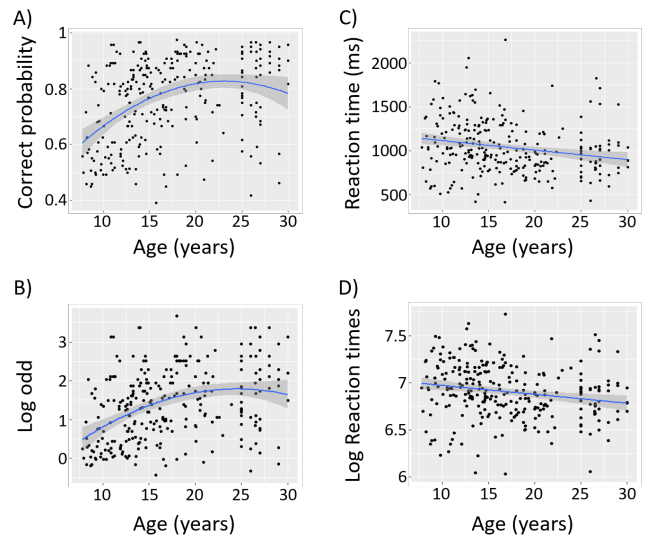 A)
Correct probability
1
0.8
0.6
0.4
10 15 20 25 30
Age (years)
C)
Reaction time (ms)
2000
1500
1000
500
10 15 20 25 30
Age (years)
B)
Log odd
3
2
1
0
10 15 20 25 30
Age (years)
D)
Log Reaction times
7.5
7
6.5
6
10 15 20 25 30
Age (years)